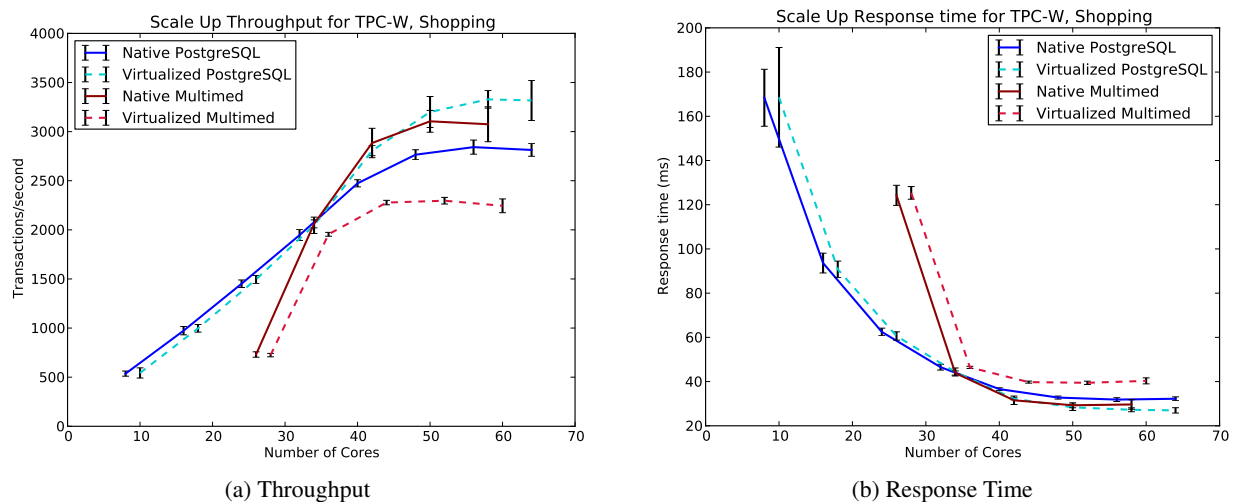 Scale Up Throughput for TPC-W, Shopping
4000
3500
3000
2500
2000
1500
1000
500
0
Transactions/second
Native PostgreSQL
Virtualized PostgreSQL
Native Multimed
Virtualized Multimed
0 10 20 30 40 50 60 70
Number of Cores
(a) Throughput
Scale Up Response time for TPC-W, Shopping
200
180
160
140
120
100
80
60
40
20
Response time (ms)
Native PostgreSQL
Virtualized PostgreSQL
Native Multimed
Virtualized Multimed
0 10 20 30 40 50 60 70
Number of Cores
(b) Response Time